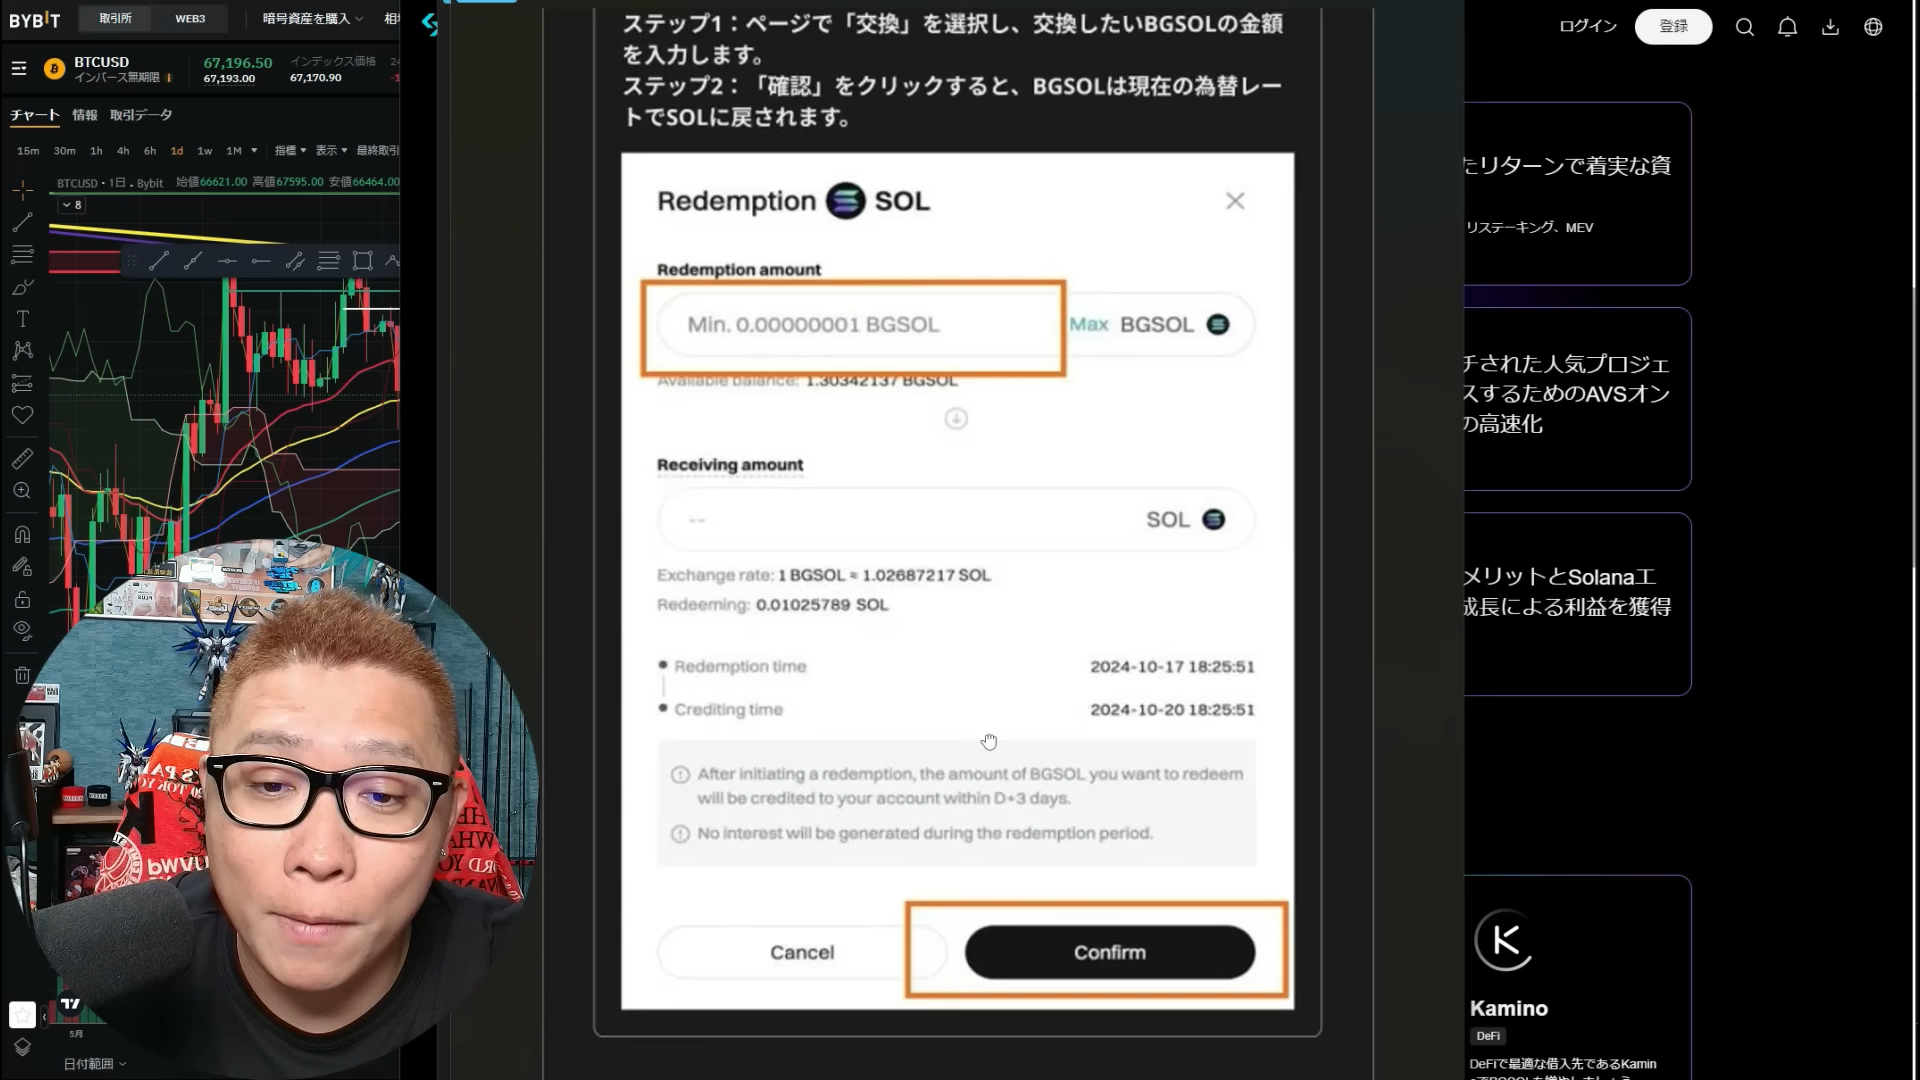 BYBIT
取引所
WEB3
暗号資産を購入
BTCUSD
インバース無期限
67,196.50
67,193.00
インデックス価格
67,170.90
チャート
情報
取引データ
15m
30m
1h
4h
6h
1d
1w
1M
指標
表示
最終取引
BTCUSD・1日・Bybit 始値66621.00 高値67595.00 安値66464.00
8
5月
日付範囲
ステップ1：ページで「交換」を選択し、交換したいBGSOLの金額
を入力します。
ステップ2：「確認」をクリックすると、BGSOLは現在の為替レー
トでSOLに戻されます。
Redemption SOL
Redemption amount
Min. 0.00000001 BGSOL
Max BGSOL
Available balance: 1.30342137 BGSOL
Receiving amount
--
SOL
Exchange rate: 1 BGSOL ≈ 1.02687217 SOL
Redeeming: 0.01025789 SOL
Redemption time
2024-10-17 18:25:51
Crediting time
2024-10-20 18:25:51
After initiating a redemption, the amount of BGSOL you want to redeem
will be credited to your account within D+3 days.
No interest will be generated during the redemption period.
Cancel
Confirm
ログイン
登録
たリターンで着実な資
リステーキング、MEV
チされた人気プロジェ
スするためのAVSオン
の高速化
メリットとSolanaエ
成長による利益を獲得
Kamino
DeFi
DeFiで最適な借入先であるKamin